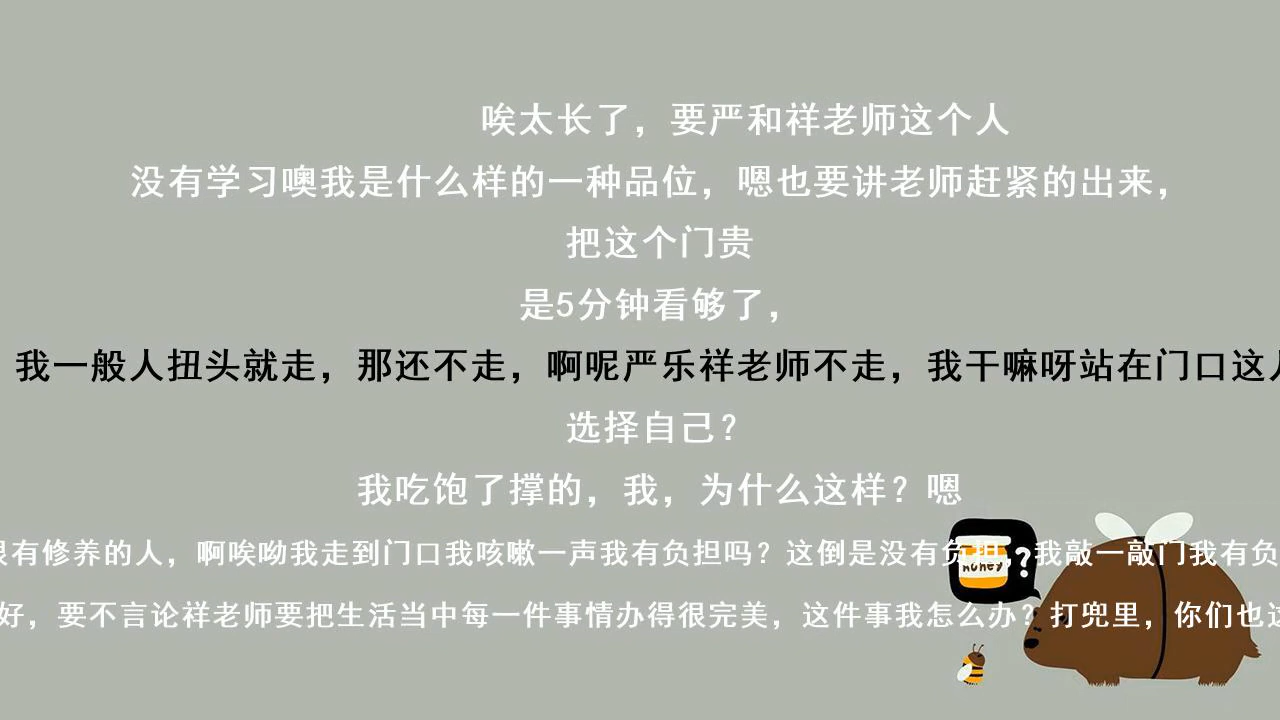 唉太长了，要严和祥老师这个人
没有学习噢我是什么样的一种品位，嗯也要讲老师赶紧的出来，
把这个门贵
是5分钟看够了，
我一般人扭头就走，那还不走，啊呢严乐祥老师不走，我干嘛呀站在门口这人
选择自己？
我吃饱了撑的，我，为什么这样？嗯
很有修养的人，啊唉呦我走到门口我咳嗽一声我有负担吗？这倒是没有负担，我敲一敲门我有负
好，要不言论祥老师要把生活当中每一件事情办得很完美，这件事我怎么办？打兜里，你们也这
HONEY
?